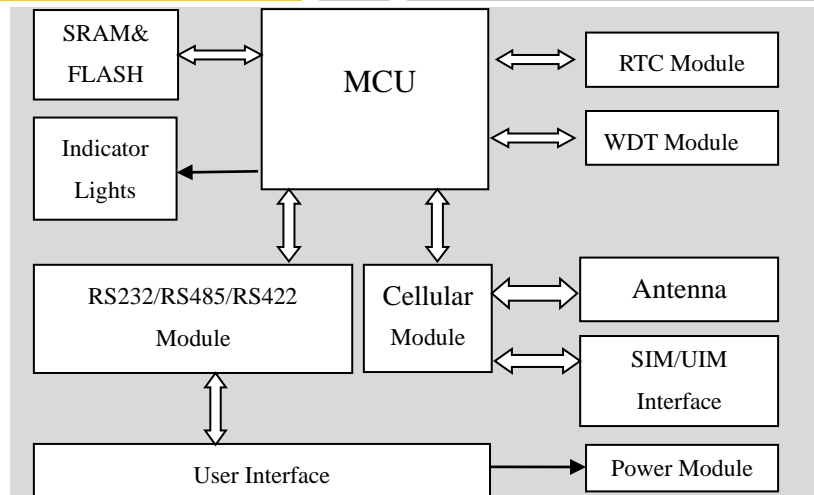 SRAM&
FLASH
MCU
RTC Module
WDT Module
Indicator
Lights
RS232/RS485/RS422
Module
Cellular
Module
Antenna
SIM/UIM
Interface
User Interface
Power Module